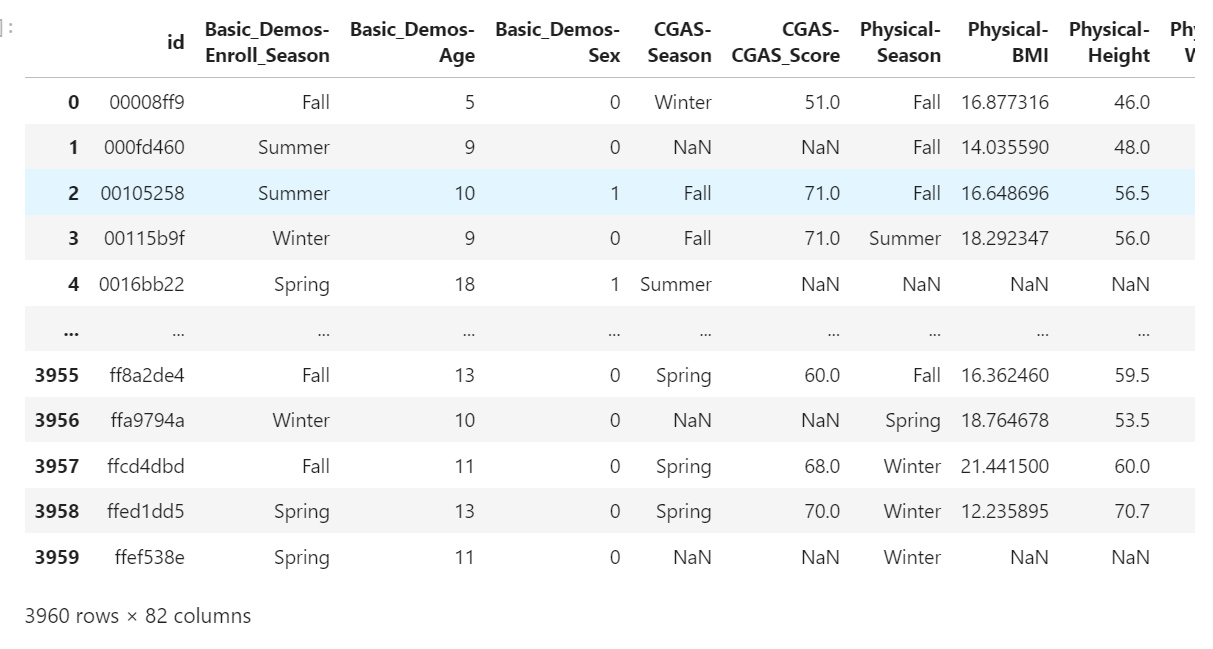 ]:
id Basic_Demos-Enroll_Season Basic_Demos-Age Basic_Demos-Sex CGAS-Season CGAS-CGAS_Score Physical-Season Physical-BMI Physical-Height
0 00008ff9 Fall 5 0 Winter 51.0 Fall 16.877316 46.0
1 000fd460 Summer 9 0 NaN NaN Fall 14.035590 48.0
2 00105258 Summer 10 1 Fall 71.0 Fall 16.648696 56.5
3 00115b9f Winter 9 0 Fall 71.0 Summer 18.292347 56.0
4 0016bb22 Spring 18 1 Summer NaN NaN NaN NaN
... ... ... ... ... ... ... ... ... ...
3955 ff8a2de4 Fall 13 0 Spring 60.0 Fall 16.362460 59.5
3956 ffa9794a Winter 10 0 NaN NaN Spring 18.764678 53.5
3957 ffcd4dbd Fall 11 0 Spring 68.0 Winter 21.441500 60.0
3958 ffed1dd5 Spring 13 0 Spring 70.0 Winter 12.235895 70.7
3959 ffef538e Spring 11 0 NaN NaN Winter NaN NaN
3960 rows × 82 columns